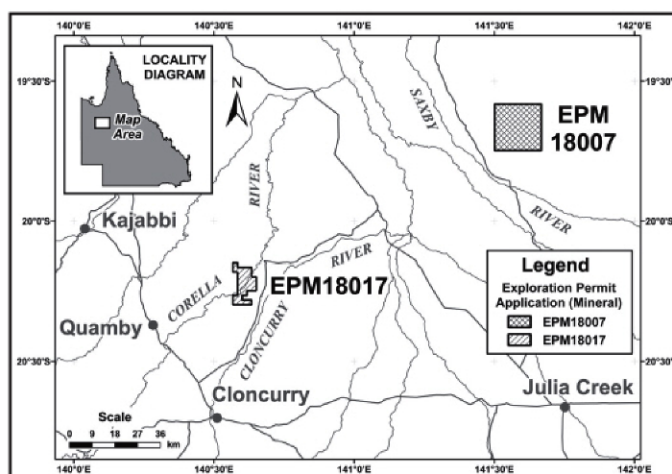 140°0'E
140°30'E
141°0'E
141°30'E
142°0'E
LOCALITY
DIAGRAM
Map
Area
N
19°30'S
19°30'S
SAXBY
RIVER
EPM
18007
RIVER
20°0'S
20°0'S
Kajabbi
RIVER
CORELLA
EPM18017
Quamby
CLONCURRY
Legend
Exploration Permit
Application (Mineral)
EPM18007
EPM18017
20°30'S
20°30'S
Cloncurry
Julia Creek
Scale
0 9 18 27 36
km
140°0'E
140°30'E
141°0'E
141°30'E
142°0'E